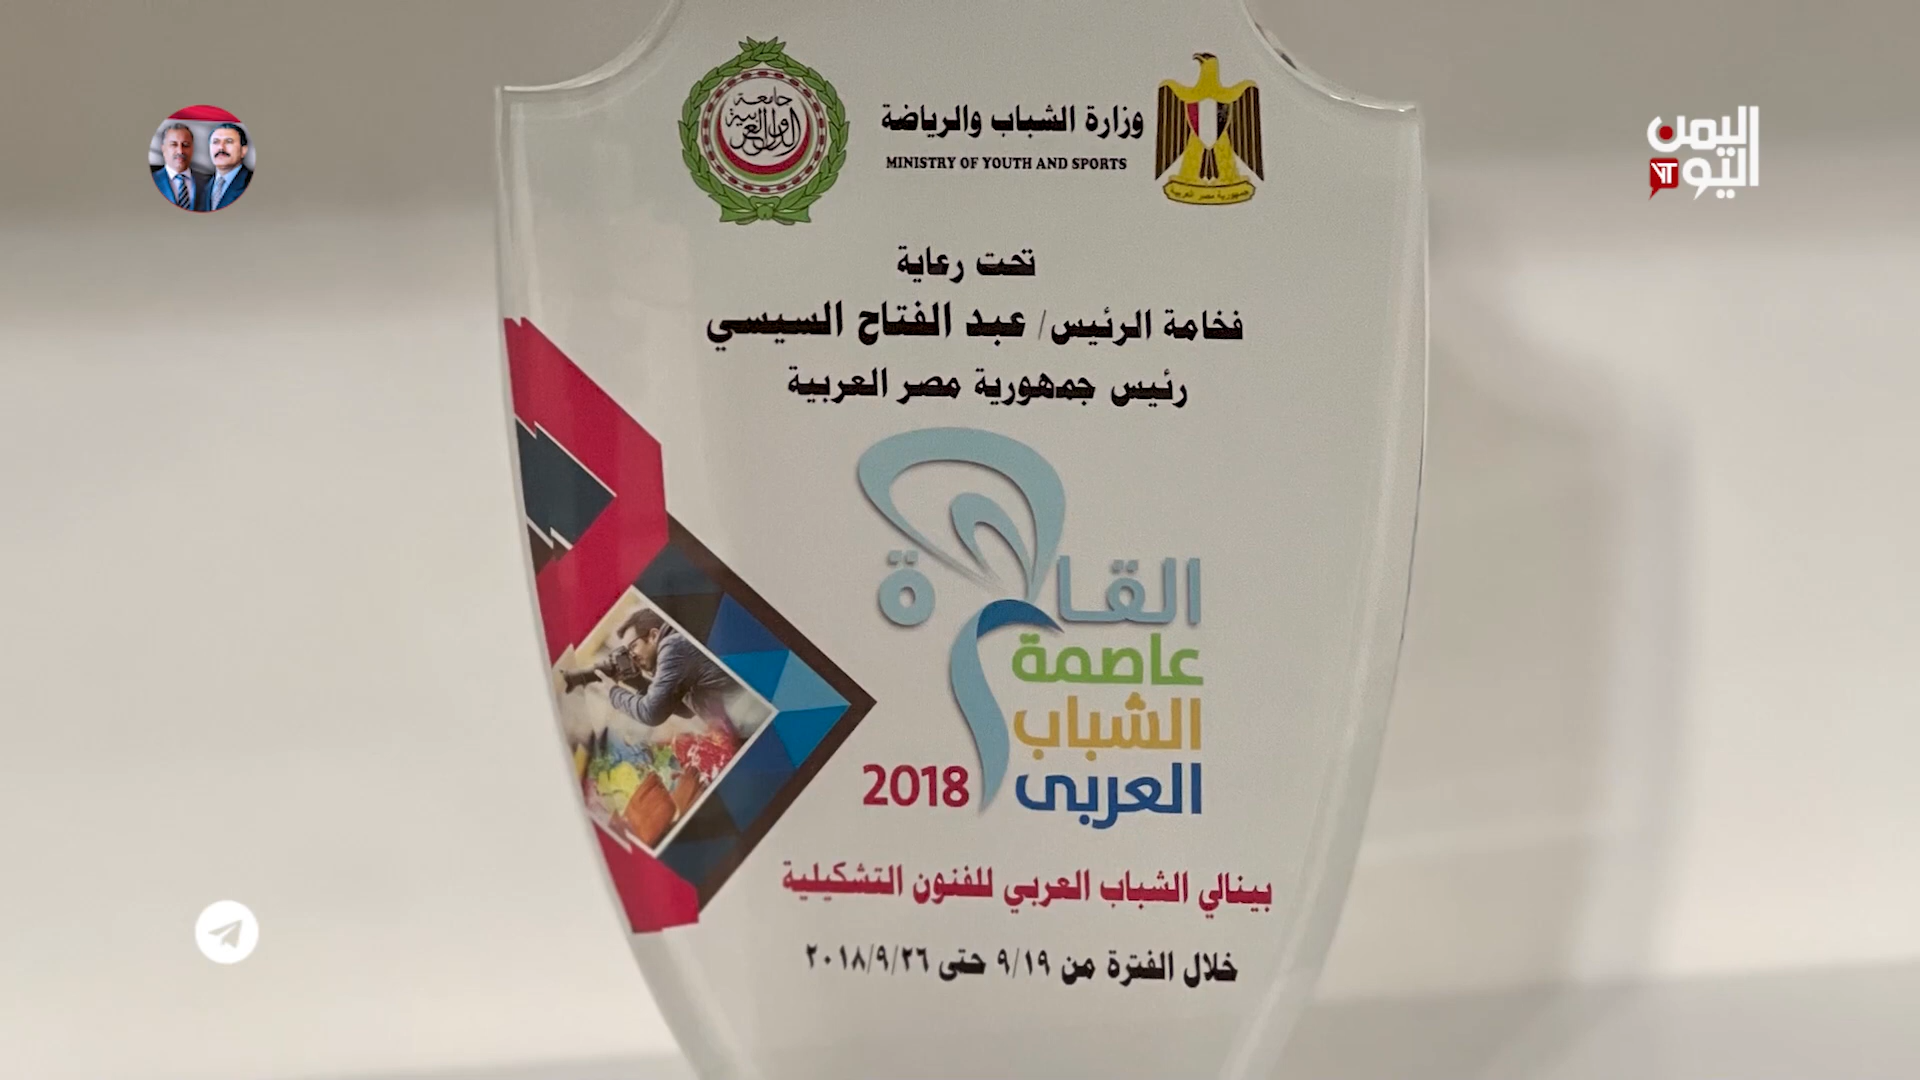 جامعة الدول العربية
وزارة الشباب والرياضة
MINISTRY OF YOUTH AND SPORTS
جمهورية مصر العربية
اليمن
اليوم
YT
تحت رعاية
فخامة الرئيس/ عبد الفتاح السيسي
رئيس جمهورية مصر العربية
القاهرة
عاصمة
الشباب
العربى
2018
بينالي الشباب العربي للفنون التشكيلية
خلال الفترة من ٩/١٩ حتى ٢٠١٨/٩/٢٦